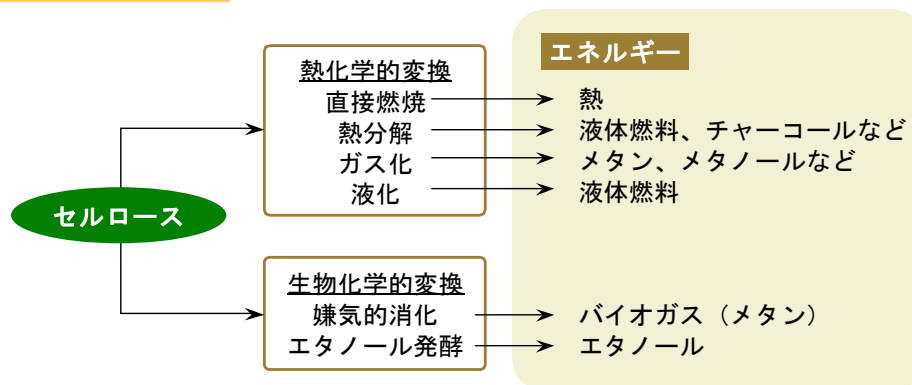 エネルギー
熱化学的変換
直接燃焼 熱
熱分解 液体燃料、チャーコールなど
ガス化 メタン、メタノールなど
液化 液体燃料
セルロース
生物化学的変換
嫌気的消化 バイオガス（メタン）
エタノール発酵 エタノール